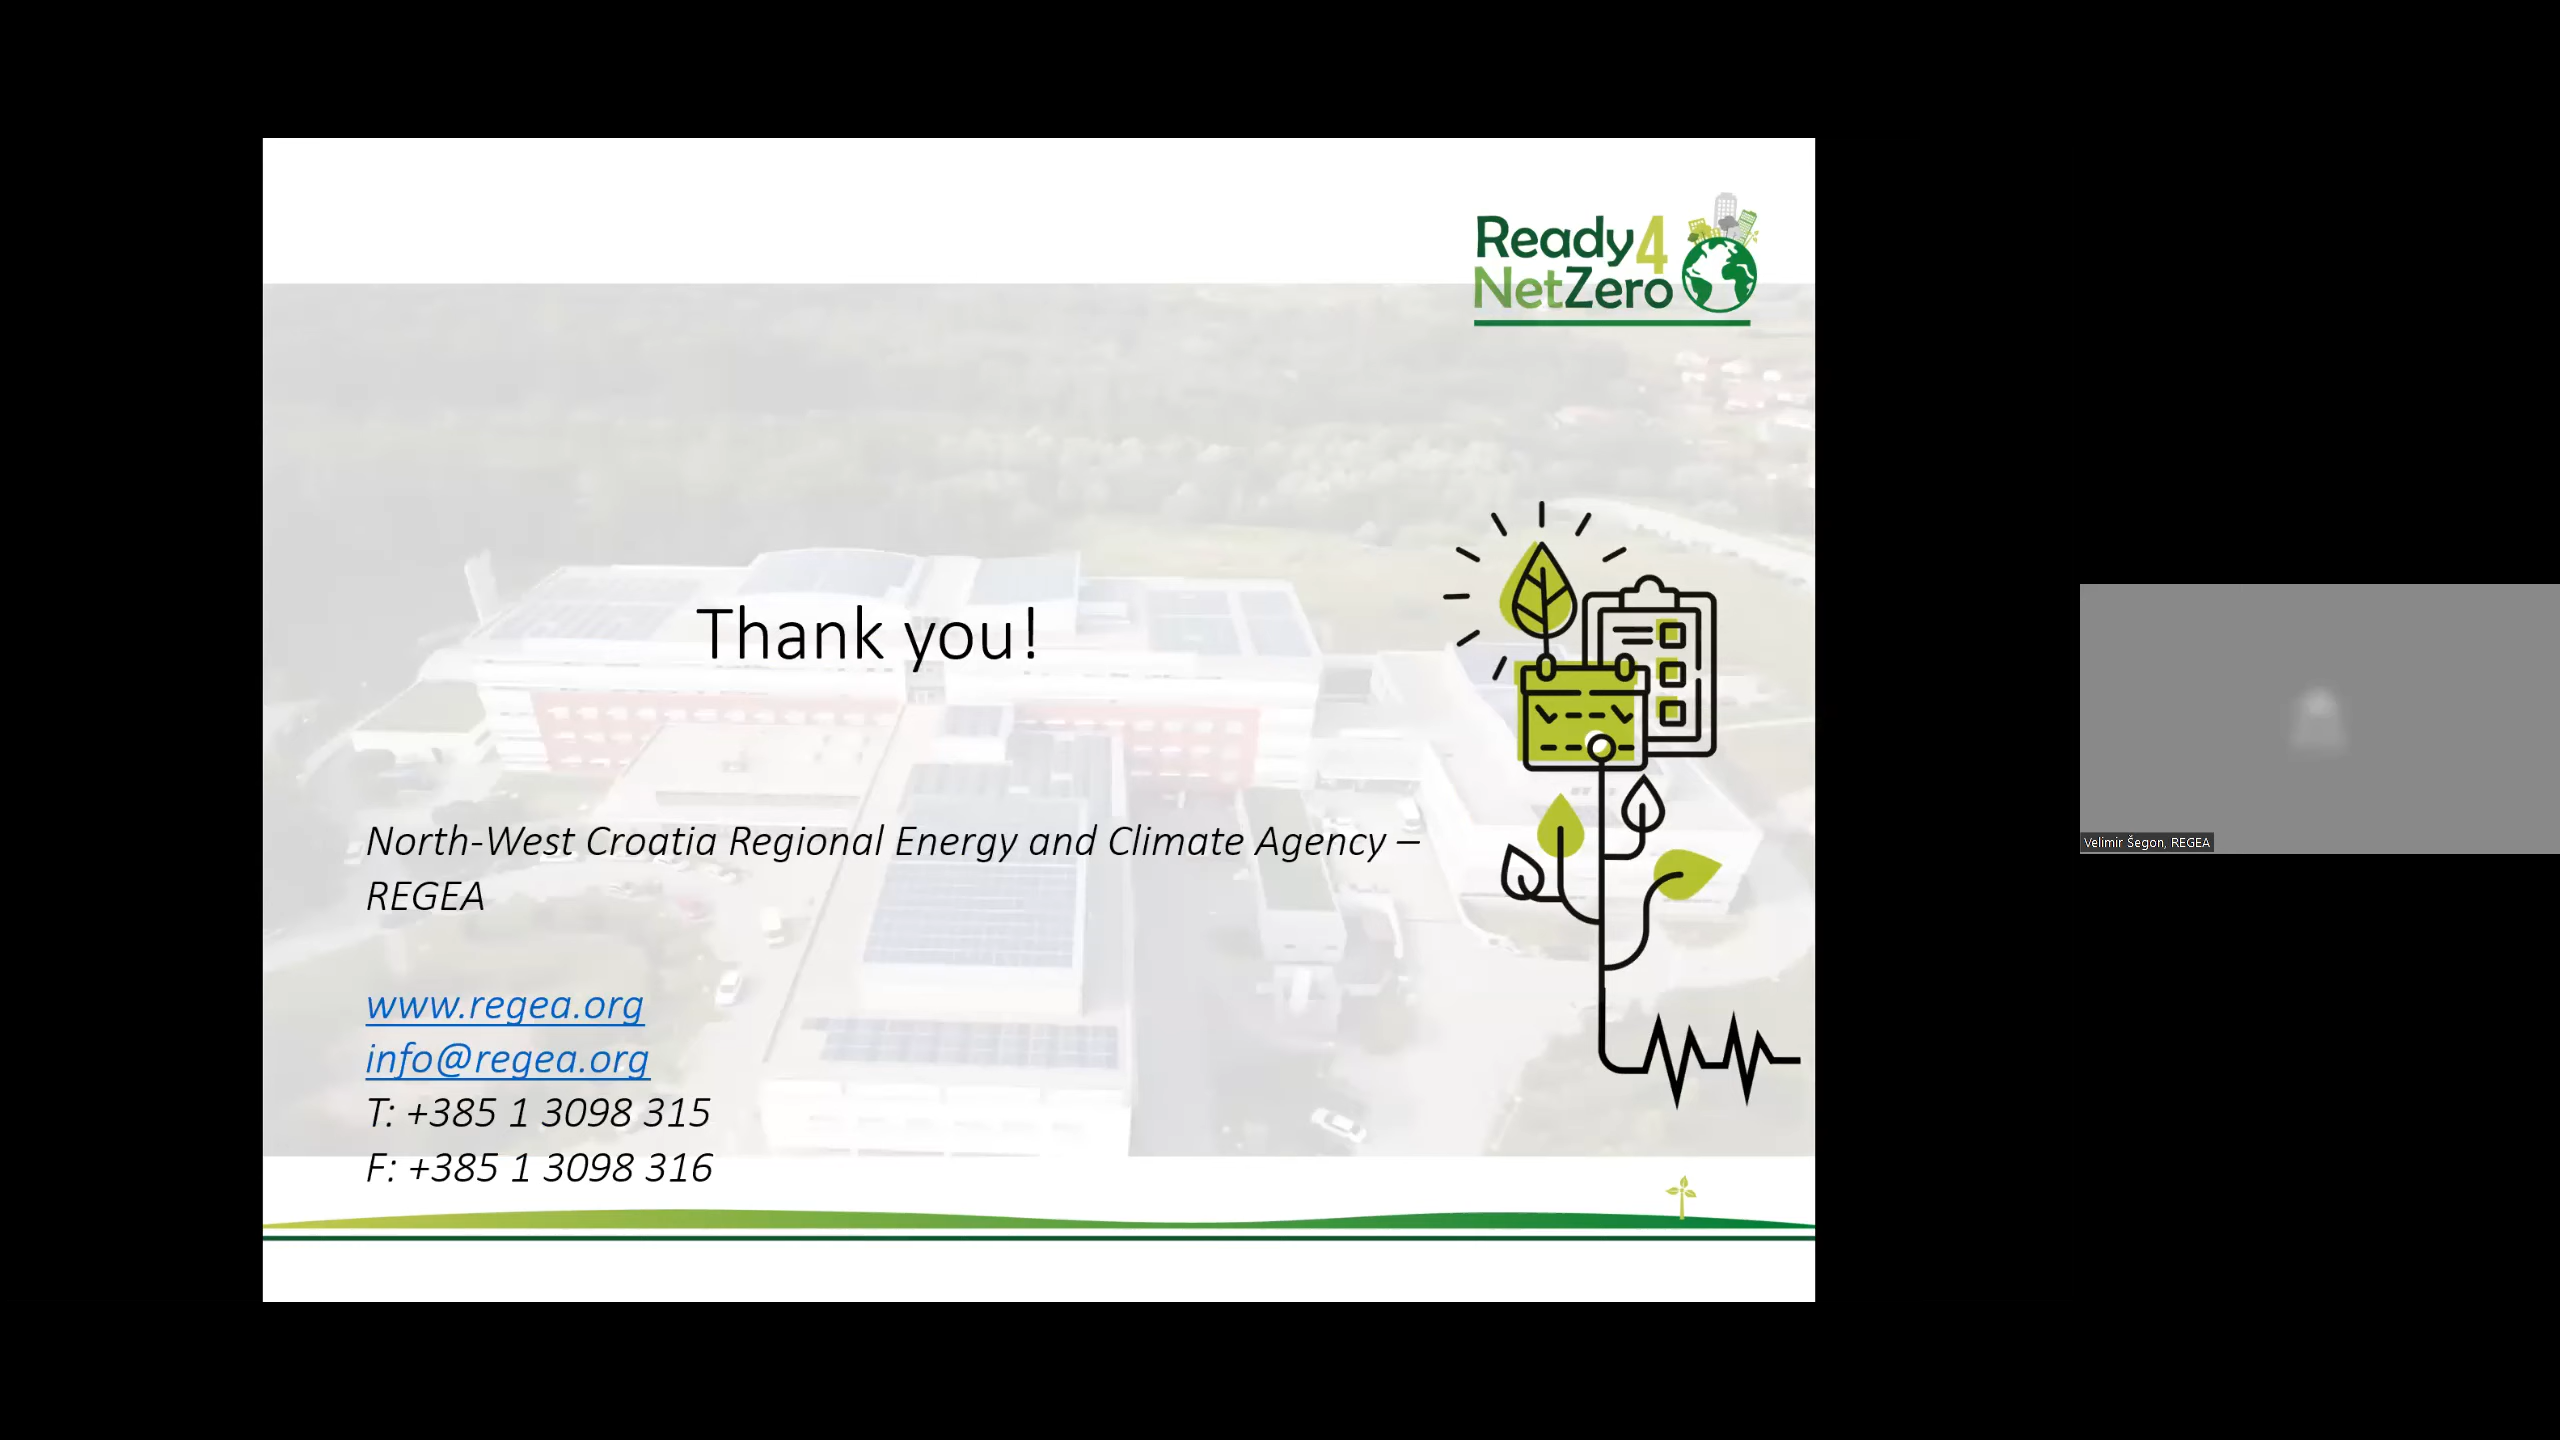 Ready4
NetZero
Thank you!
North-West Croatia Regional Energy and Climate Agency –
REGEA
www.regea.org
info@regea.org
T: +385 1 3098 315
F: +385 1 3098 316
Velimir Šegon, REGEA